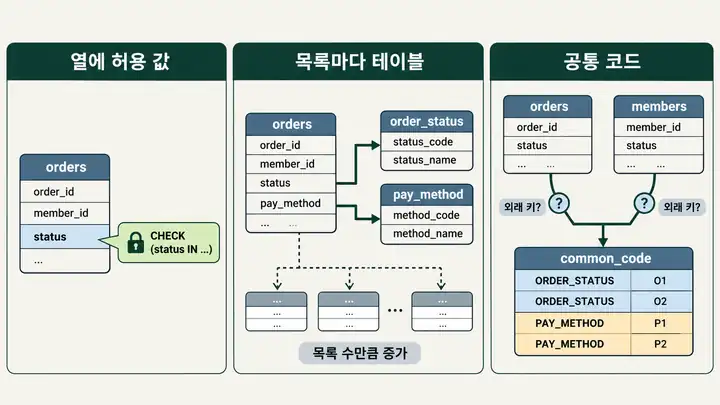 열에 허용 값
orders
order_id
member_id
status
...
CHECK
(status IN ...)
목록마다 테이블
orders
order_id
member_id
status
pay_method
... ...
order_status
status_code
status_name
pay_method
method_code
method_name
...
...
...
...
...
...
...
...
...
...
목록 수만큼 증가
공통 코드
orders
order_id
status
... ...
members
member_id
status
... ...
외래 키?
?
?
외래 키?
common_code
ORDER_STATUS O1
ORDER_STATUS O2
PAY_METHOD P1
PAY_METHOD P2